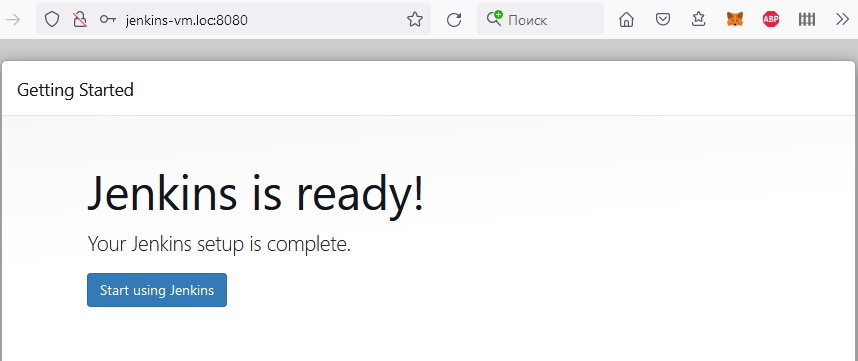 jenkins-vm.loc:8080
Поиск
ABP
Getting Started
Jenkins is ready!
Your Jenkins setup is complete.
Start using Jenkins